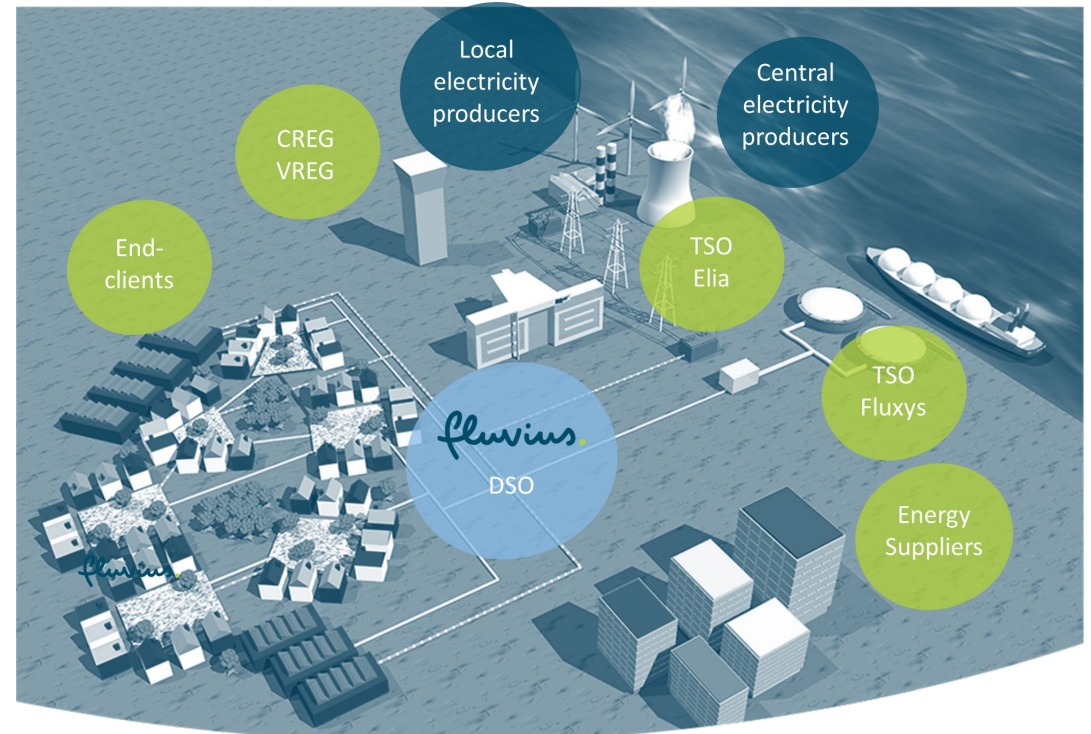 Local
electricity
producers
Central
electricity
producers
CREG
VREG
End-
clients
TSO
Elia
TSO
Fluxys
fluvius.
DSO
Energy
Suppliers
fluvius.